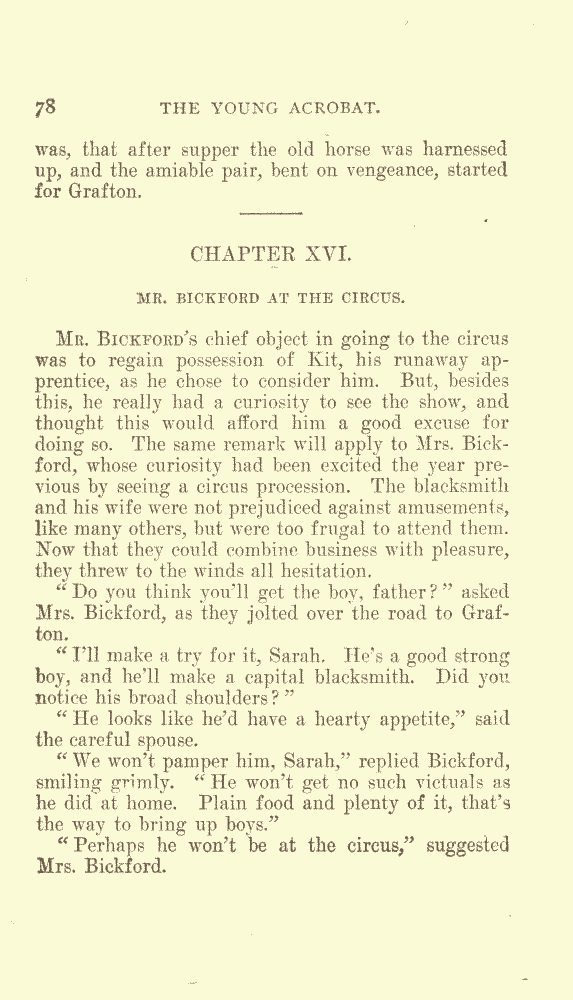 78 THE YOUNG ACROBAT.
was, that after supper the old horse was harnessed
up, and the amiable pair, bent on vengeance, started
for Grafton.
CHAPTER XVI.
MR. BICKFORD AT THE CIRCUS.
MR. BICKFORD'S chief object in going to the circus
was to regain possession of Kit, his runaway ap-
prentice, as he chose to consider him. But, besides
this, he really had a curiosity to see the show, and
thought this would afford him a good excuse for
doing so. The same remark will apply to Mrs. Bick-
ford, whose curiosity had been excited the year pre-
vious by seeing a circus procession. The blacksmith
and his wife were not prejudiced against amusements,
like many others, but were too frugal to attend them.
Now that they could combine business with pleasure,
they threw to the winds all hesitation.
“Do you think you'll get the boy, father?” asked
Mrs. Bickford, as they jolted over the road to Graf-
ton.
“I'll make a try for it, Sarah. He's a good strong
boy, and he'll make a capital blacksmith. Did you
notice his broad shoulders?”
“He looks like he'd have a hearty appetite,” said
the careful spouse.
“We won't pamper him, Sarah,” replied Bickford,
smiling grimly. “He won't get no such victuals as
he did at home. Plain food and plenty of it, that's
the way to bring up boys.”
“Perhaps he won't be at the circus,” suggested
Mrs. Bickford.